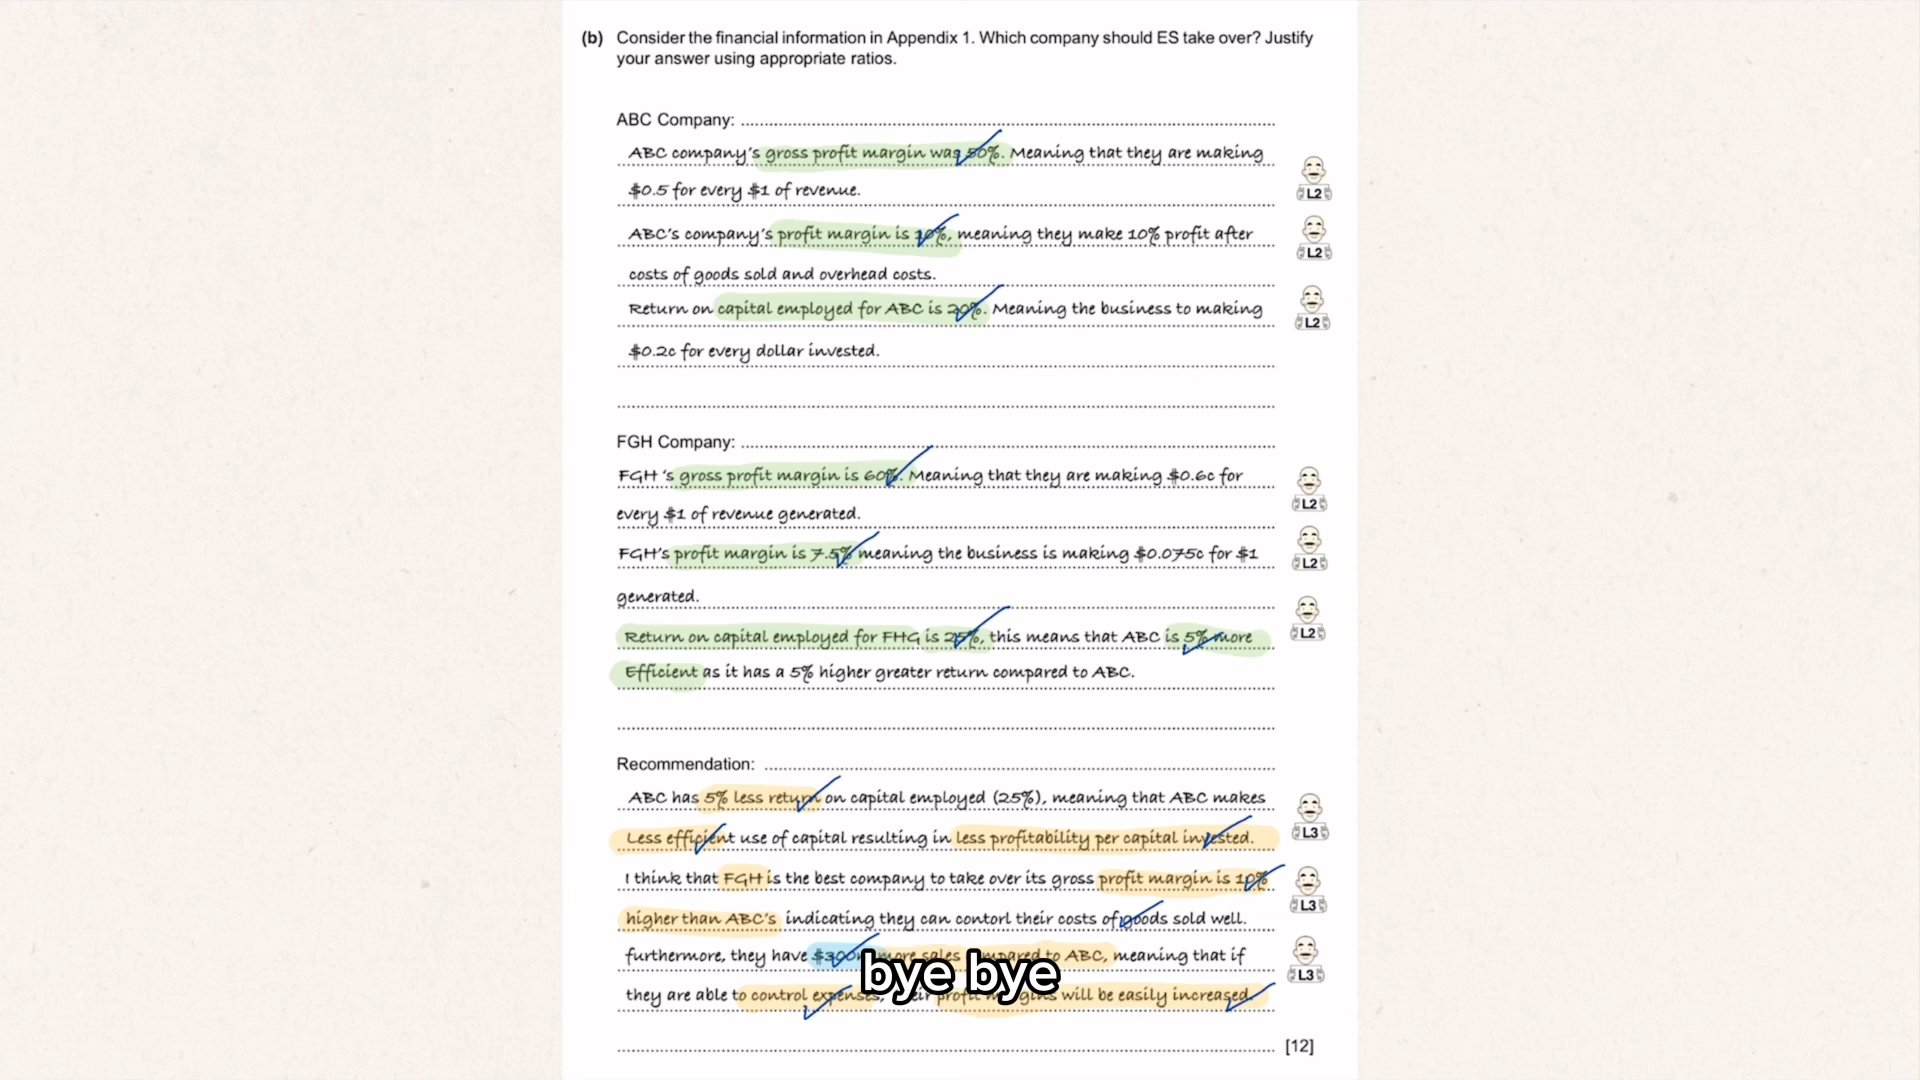 (b) Consider the financial information in Appendix 1. Which company should ES take over? Justify
your answer using appropriate ratios.
ABC Company:
ABC company's gross profit margin was 50%. Meaning that they are making
$0.5 for every $1 of revenue.
L2
ABC's company's profit margin is 10%, meaning they make 10% profit after
L2
costs of goods sold and overhead costs.
Return on capital employed for ABC is 20%. Meaning the business to making
L2
$0.2c for every dollar invested.
FGH Company:
FGH 's gross profit margin is 60%. Meaning that they are making $0.6c for
L2
every $1 of revenue generated.
FGH's profit margin is 7.5% meaning the business is making $0.075c for $1
L2
generated.
Return on capital employed for FHG is 25%, this means that ABC is 5% more
L2
Efficient as it has a 5% higher greater return compared to ABC.
Recommendation:
ABC has 5% less return on capital employed (25%), meaning that ABC makes
L3
Less efficient use of capital resulting in less profitability per capital invested.
I think that FGH is the best company to take over its gross profit margin is 10%
L3
higher than ABC's indicating they can contorl their costs of goods sold well.
furthermore, they have more sales compared to ABC, meaning that if
L3
bye bye
they are able to control expenses, their profit margins will be easily increased.
[12]